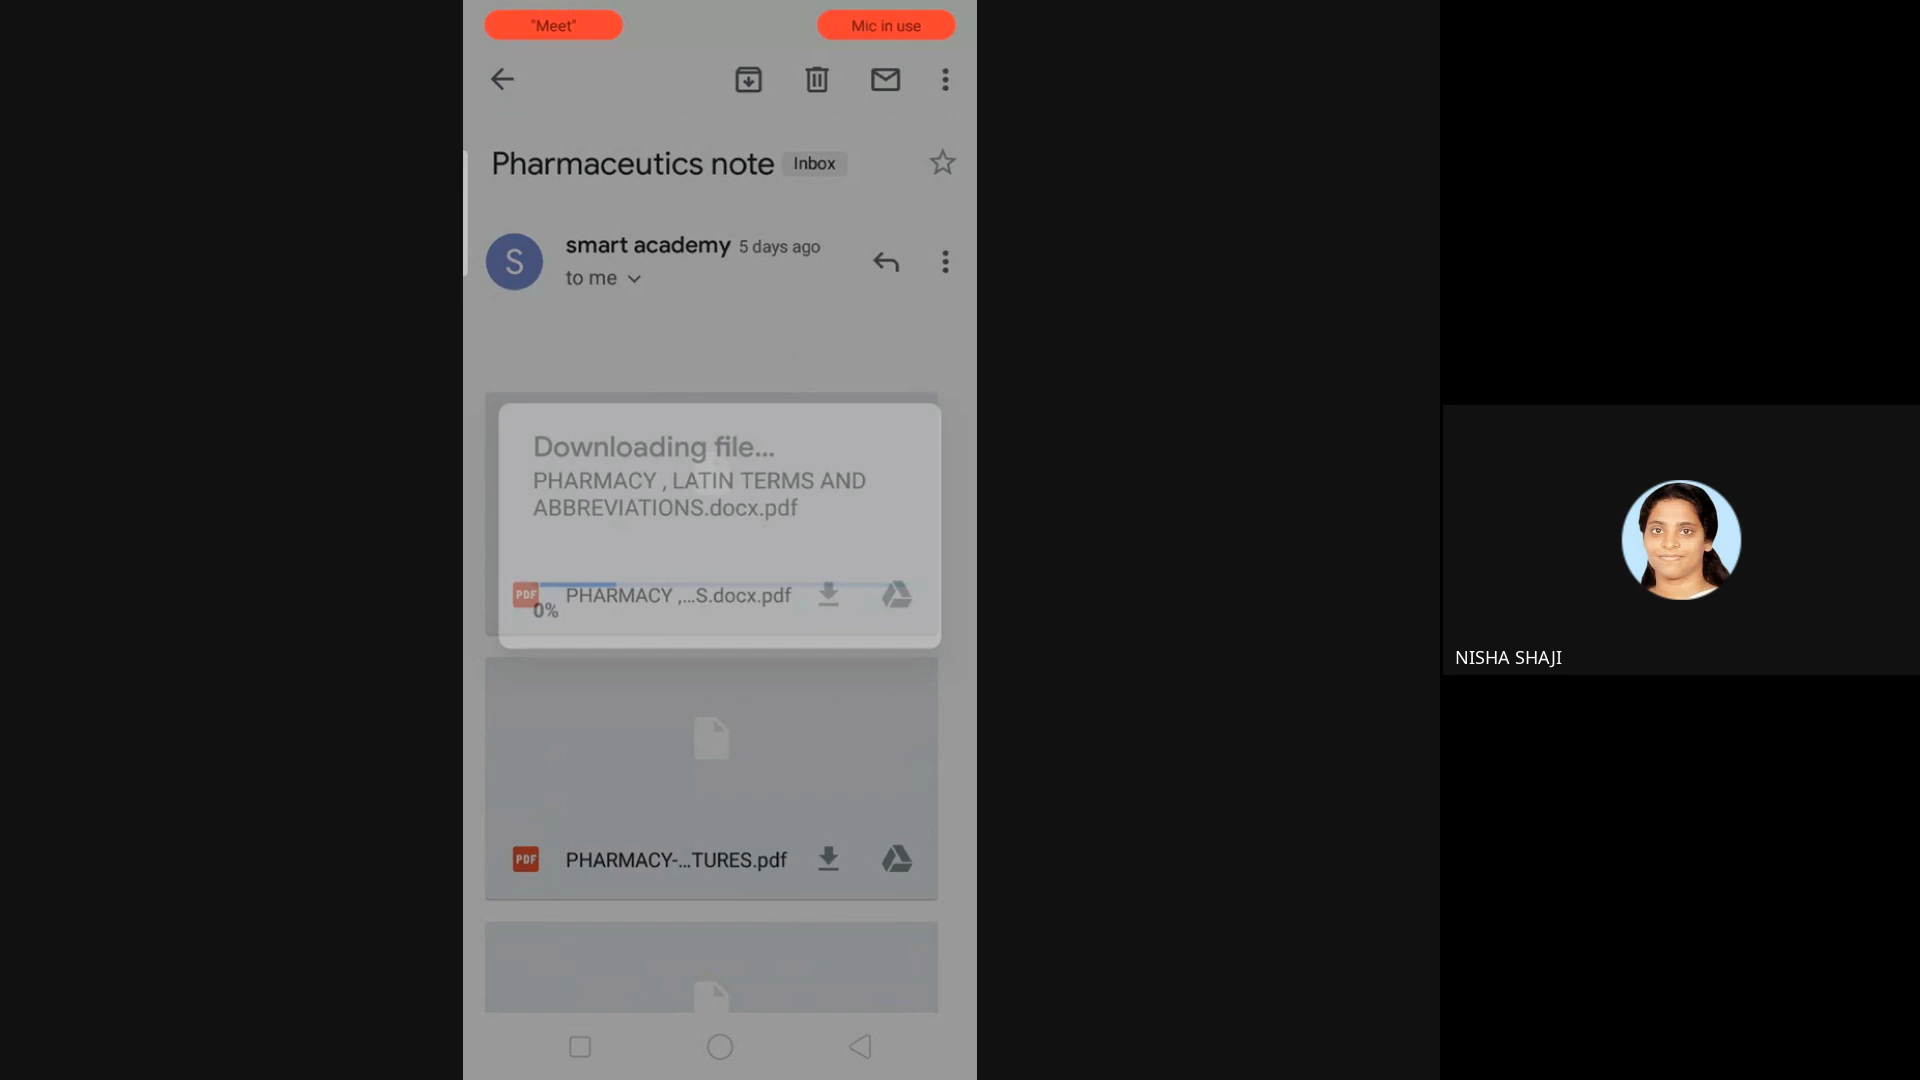 "Meet"
Mic in use
Pharmaceutics note Inbox
S
smart academy 5 days ago
to me
Downloading file...
PHARMACY , LATIN TERMS AND
ABBREVIATIONS.docx.pdf
PDF PHARMACY ,...S.docx.pdf
0%
PDF PHARMACY-...TURES.pdf
NISHA SHAJI